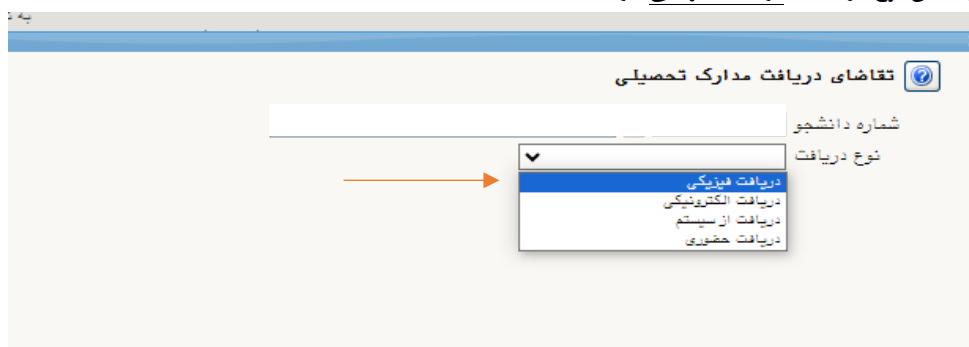 تقاضای دریافت مدارک تحصیلی
شماره دانشجو
نوع دریافت
دریافت فیزیکی
دریافت الکترونیکی
دریافت از سیستم
دریافت حضوری